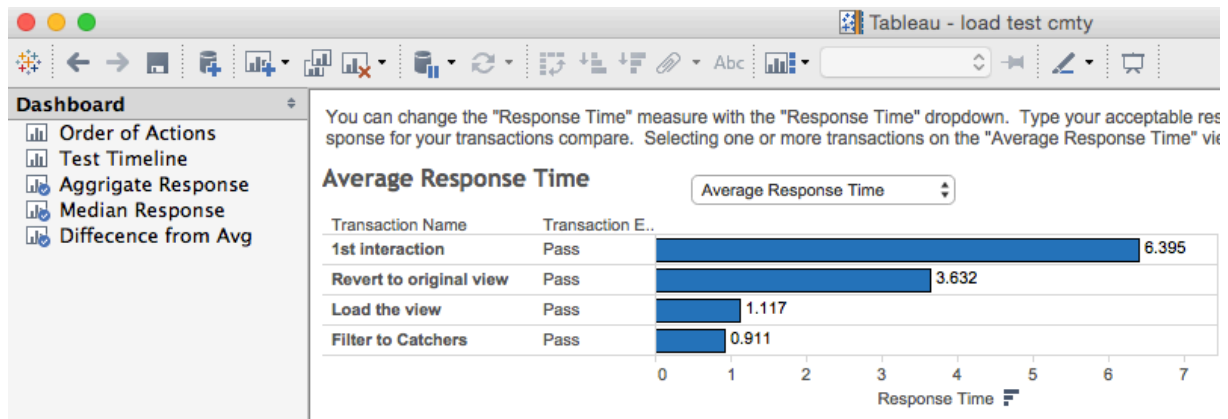 Tableau - load test cmty
Abc
Dashboard
Order of Actions
Test Timeline
Aggrigate Response
Median Response
Diffecence from Avg
You can change the "Response Time" measure with the "Response Time" dropdown. Type your acceptable res
sponse for your transactions compare. Selecting one or more transactions on the "Average Response Time" vie
Average Response Time
Average Response Time
Transaction Name Transaction E..
1st interaction Pass 6.395
Revert to original view Pass 3.632
Load the view Pass 1.117
Filter to Catchers Pass 0.911
0 1 2 3 4 5 6 7
Response Time